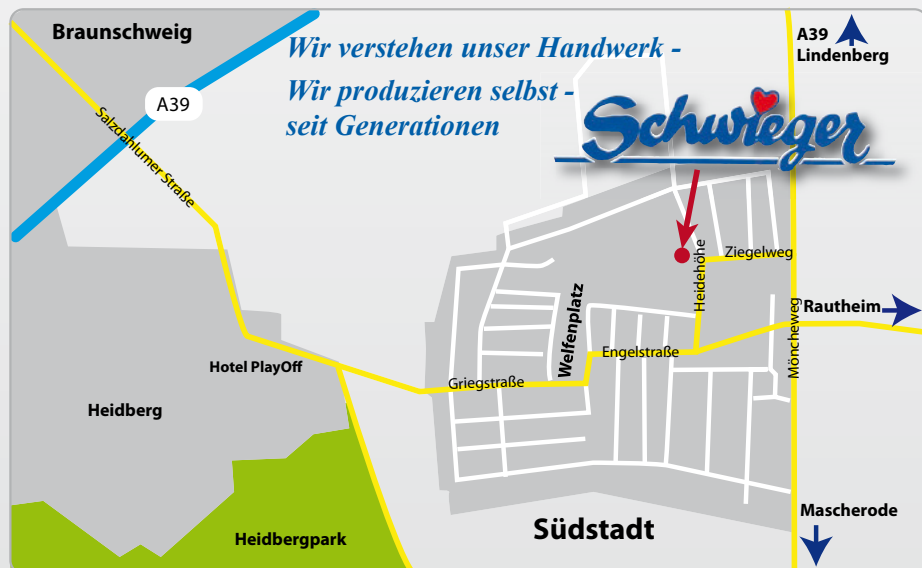 Braunschweig
Wir verstehen unser Handwerk -
Wir produzieren selbst -
seit Generationen
A39
Lindenberg
A39
Schwieger
Salzdahlumer Straße
Heidehöhe
Ziegelweg
Welfenplatz
Rautheim
Möncheweg
Engelstraße
Hotel PlayOff
Griegstraße
Heidberg
Mascherode
Südstadt
Heidbergpark